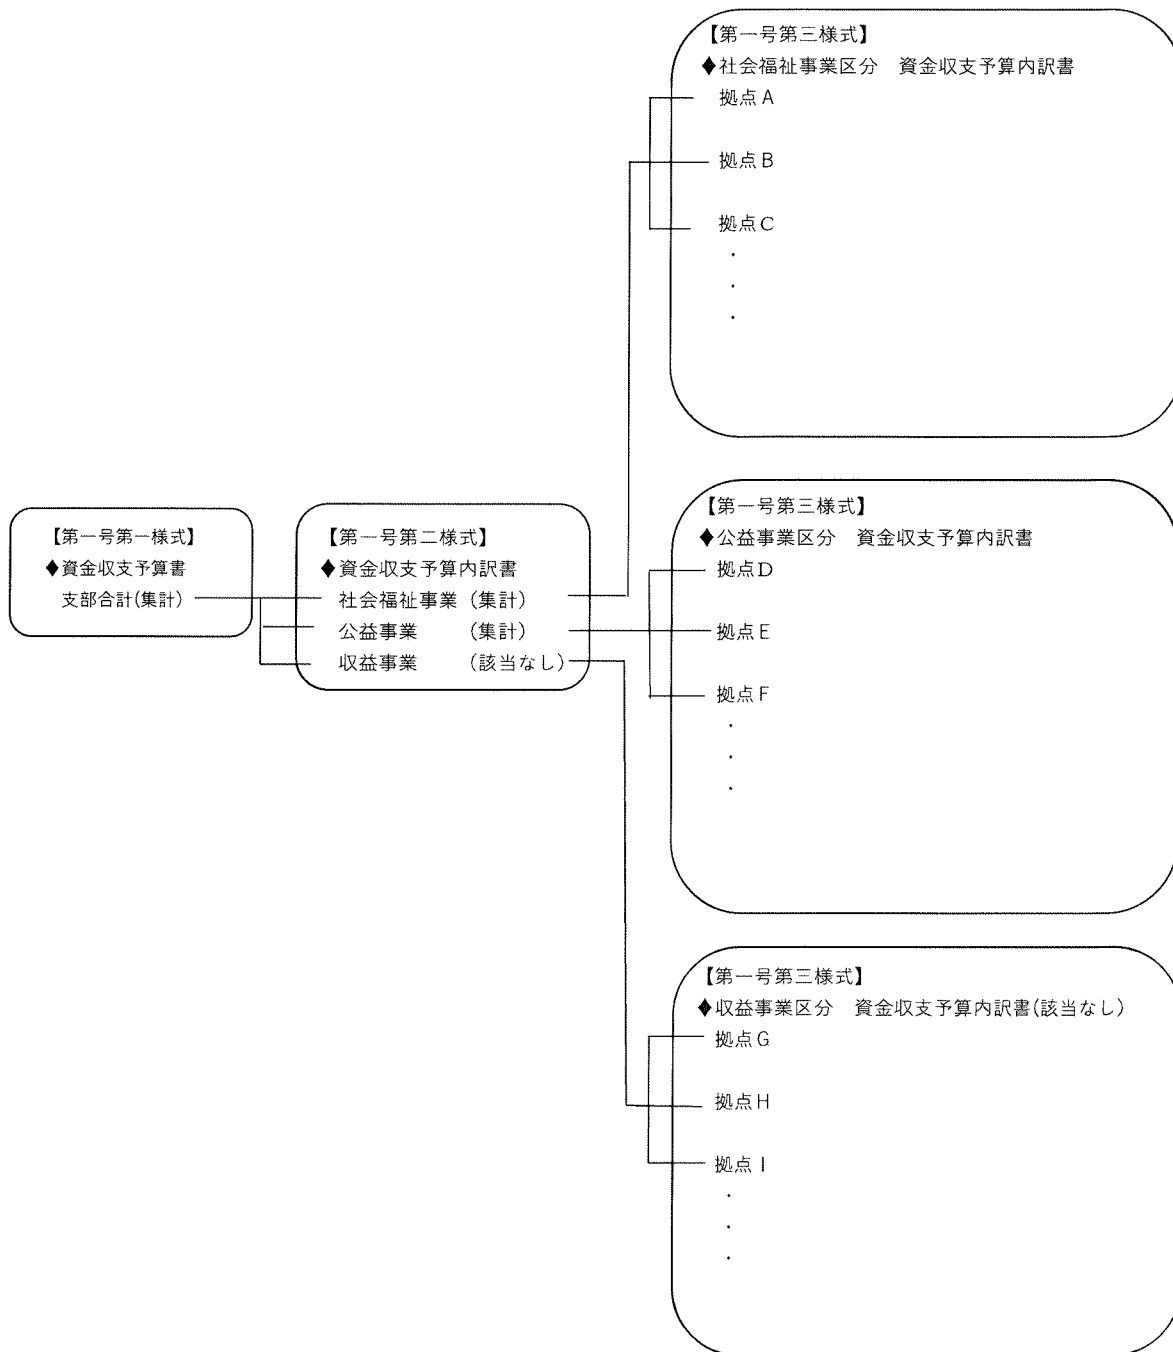 【第一号第一様式】
◆資金収支予算書
支部合計(集計)
【第一号第二様式】
◆資金収支予算内訳書
社会福祉事業 (集計)
公益事業 (集計)
収益事業 (該当なし)
【第一号第三様式】
◆社会福祉事業区分 資金収支予算内訳書
拠点A
拠点B
拠点C
・
・
・
【第一号第三様式】
◆公益事業区分 資金収支予算内訳書
拠点D
拠点E
拠点F
・
・
・
【第一号第三様式】
◆収益事業区分 資金収支予算内訳書(該当なし)
拠点G
拠点H
拠点I
・
・
・